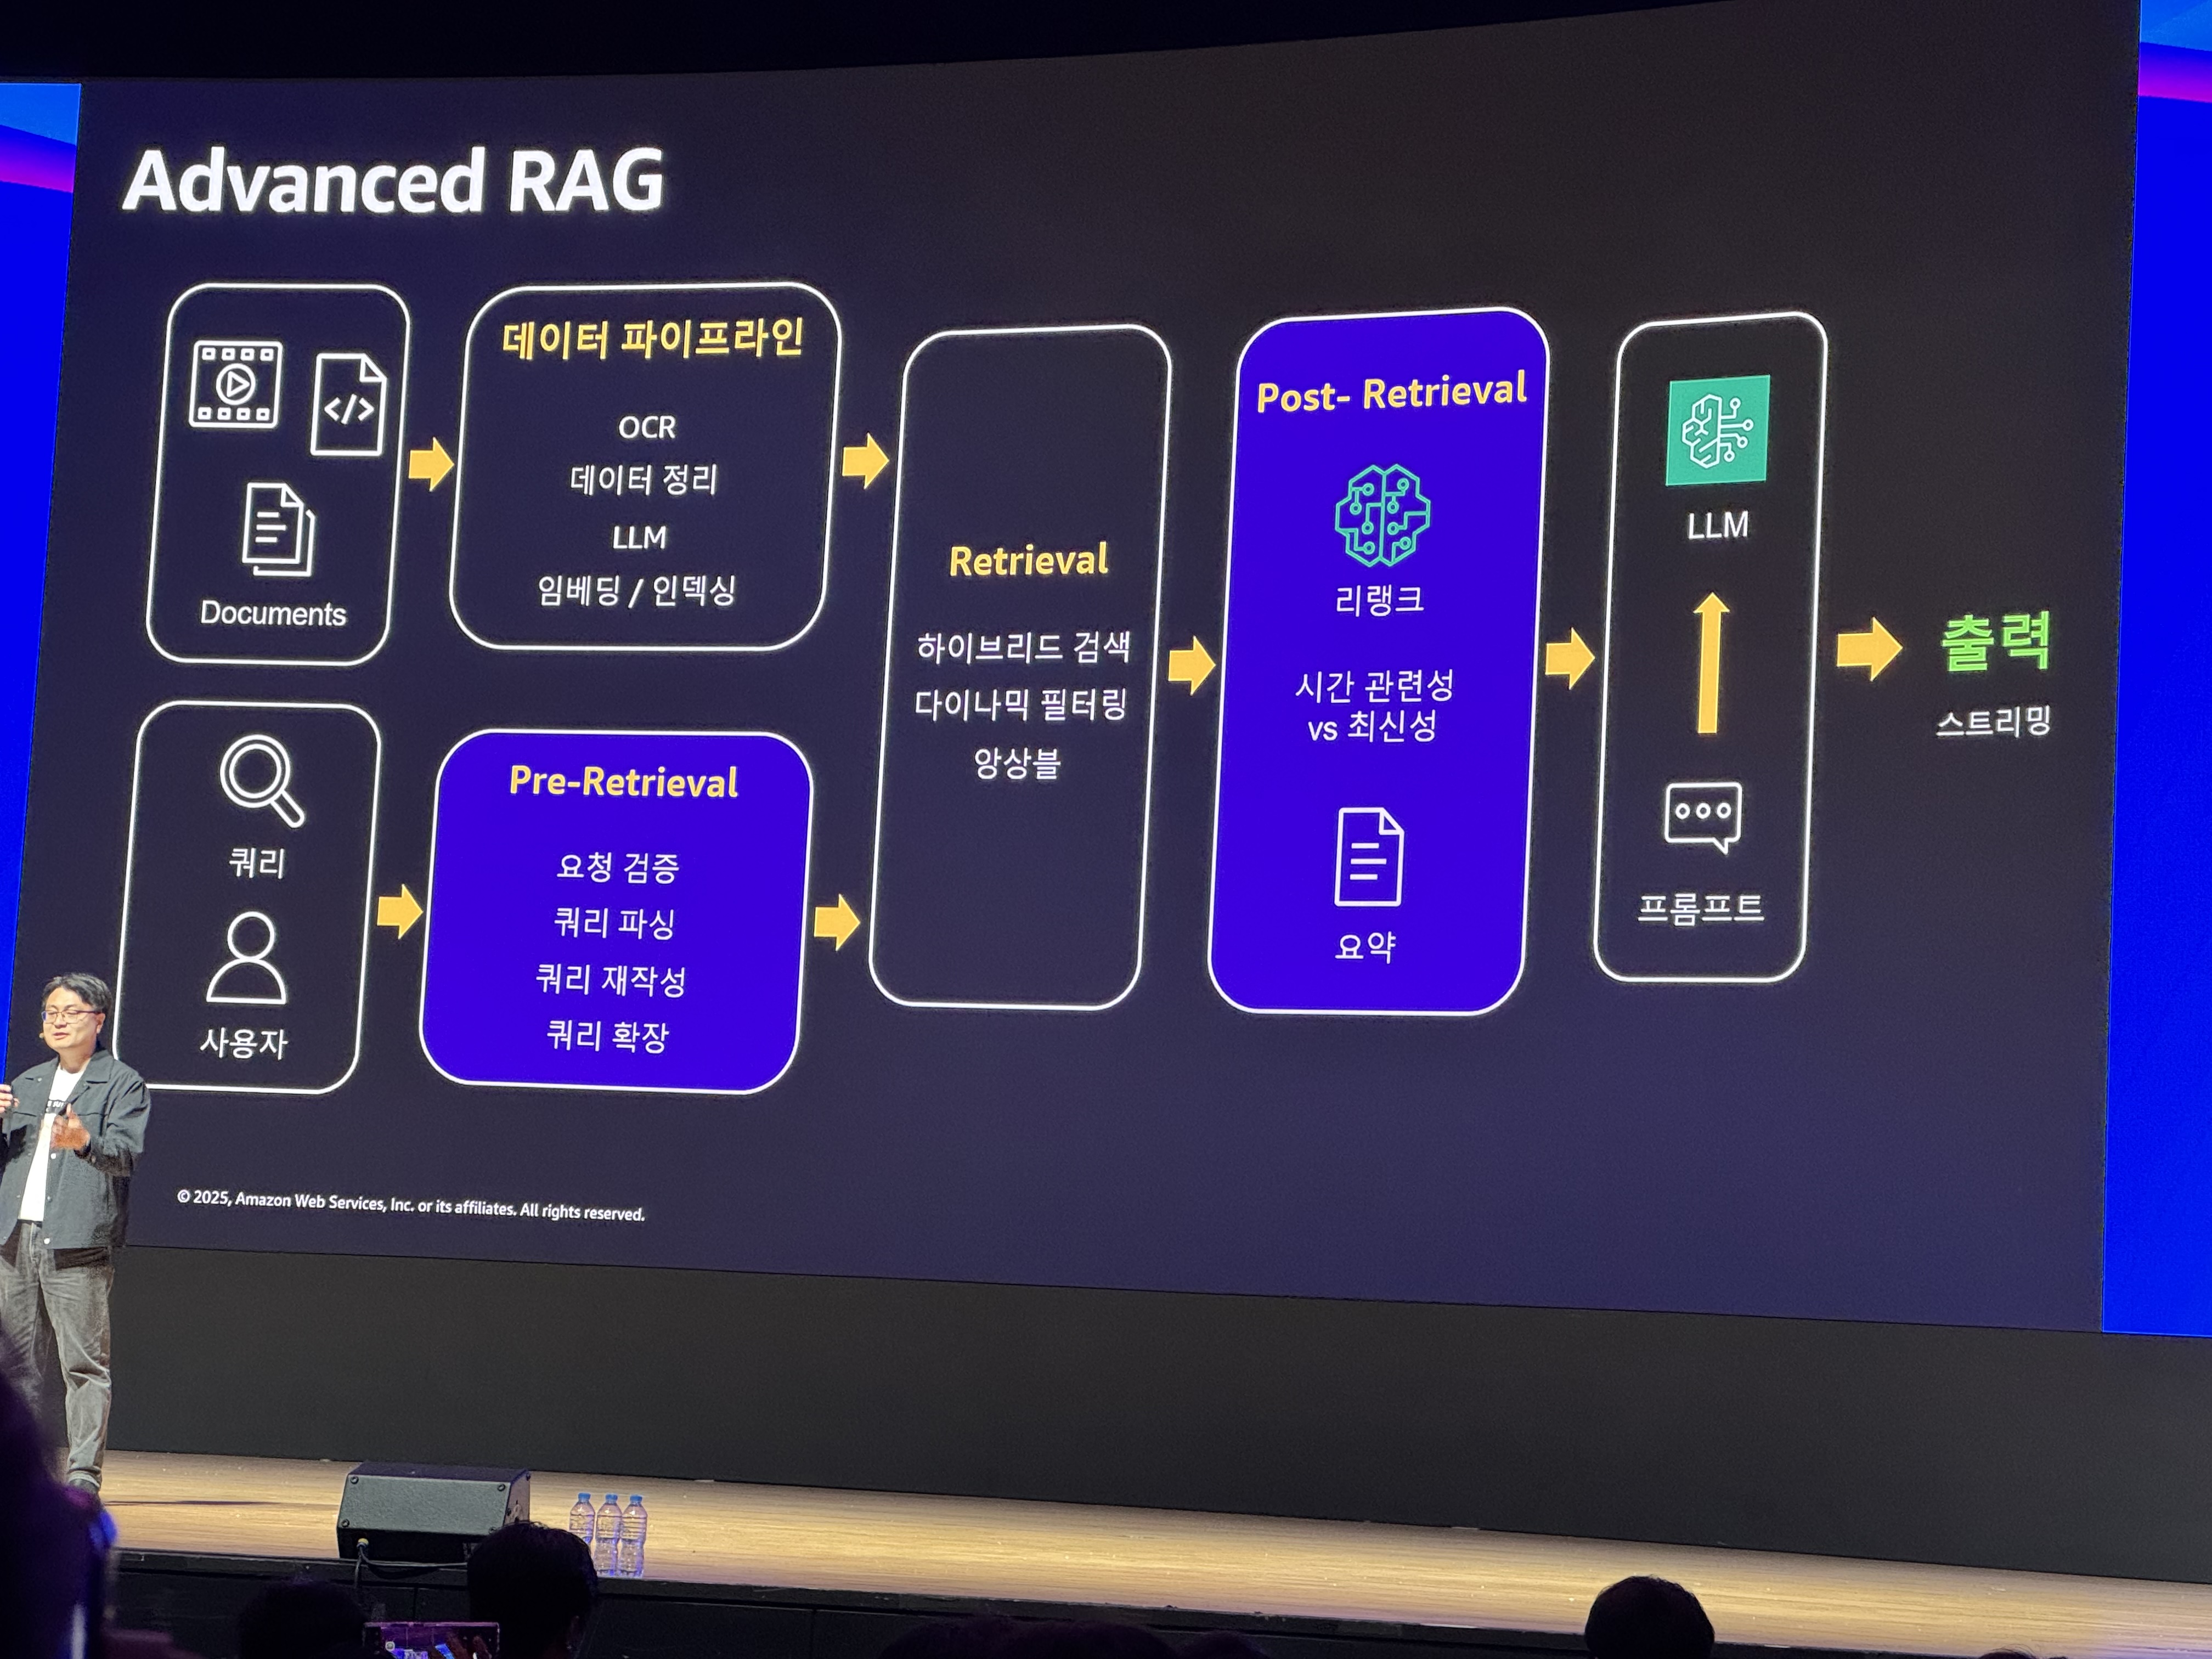 Advanced RAG
Documents
데이터 파이프라인
OCR
데이터 정리
LLM
임베딩 / 인덱싱
쿼리
사용자
Pre-Retrieval
요청 검증
쿼리 파싱
쿼리 재작성
쿼리 확장
Retrieval
하이브리드 검색
다이나믹 필터링
앙상블
Post- Retrieval
리랭크
시간 관련성
vs 최신성
요약
LLM
프롬프트
출력
스트리밍
© 2025, Amazon Web Services, Inc. or its affiliates. All rights reserved.